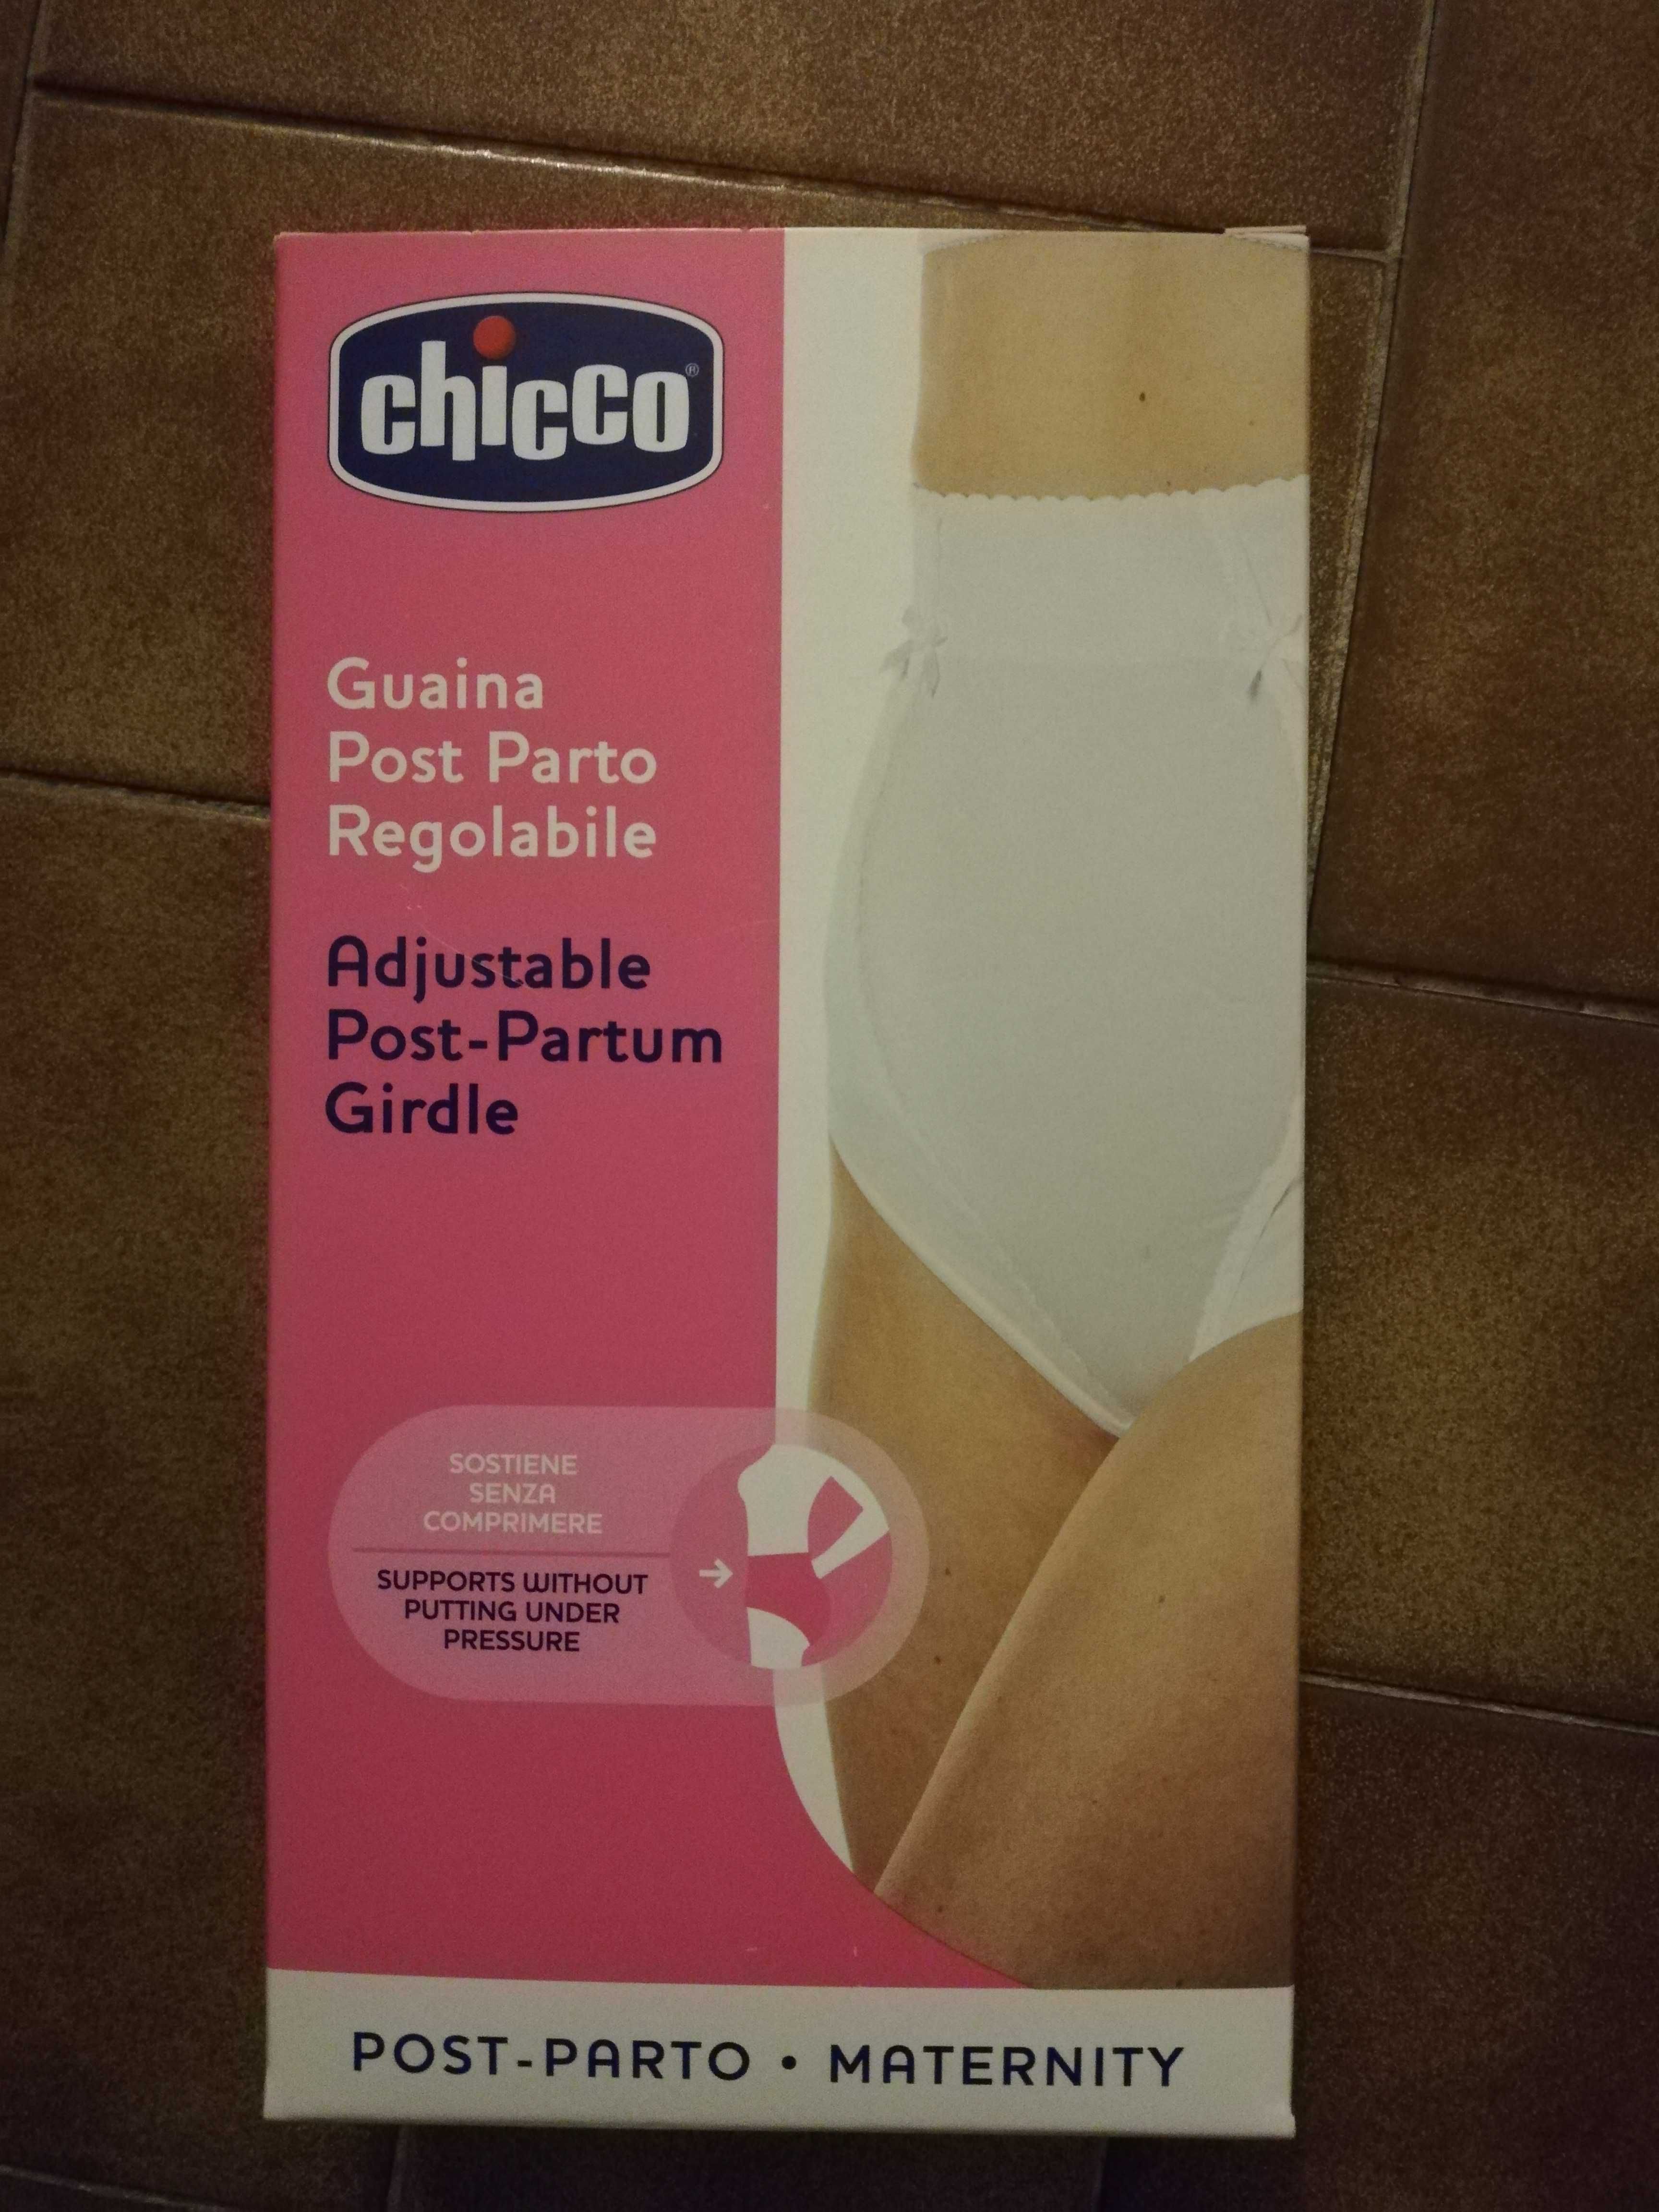 chicco®
Guaina
Post Parto
Regolabile
Adjustable
Post-Partum
Girdle
SOSTIENE
SENZA
COMPRIMERE
SUPPORTS WITHOUT
PUTTING UNDER
PRESSURE
POST-PARTO • MATERNITY